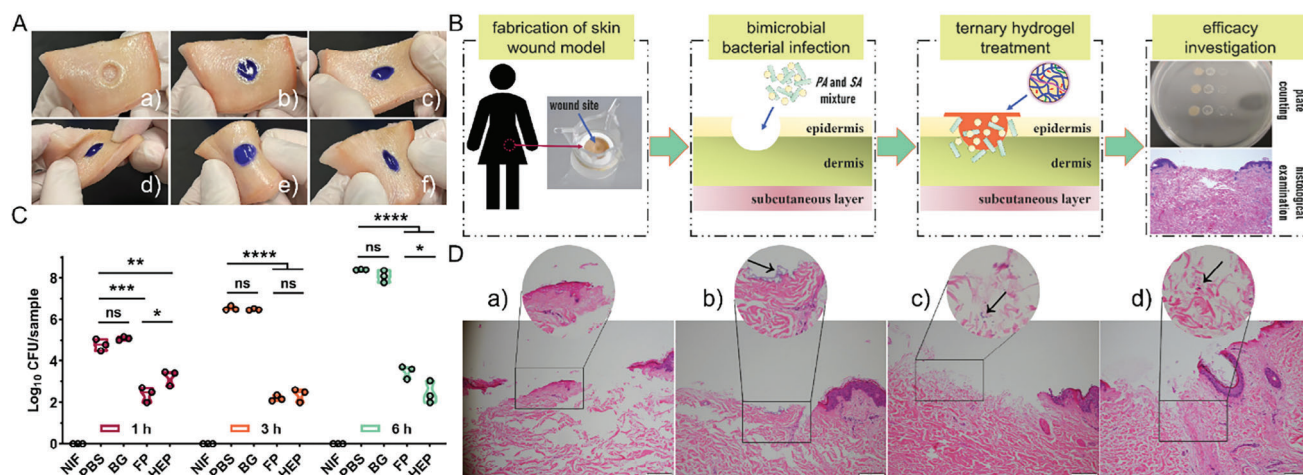 A
a)
b)
c)
d)
e)
f)
B
fabrication of skin
wound model
wound site
bimicrobial
bacterial infection
PA and SA
mixture
epidermis
dermis
subcutaneous layer
ternary hydrogel
treatment
epidermis
dermis
subcutaneous layer
efficacy
investigation
plate
counting
histological
examination
C
Log10 CFU/sample
8
6
4
2
0
**
***
ns
*
****
ns
ns
****
ns
*
1 h
3 h
6 h
NIF
PBS
BG
FP
HEP
NIF
PBS
BG
FP
HEP
NIF
PBS
BG
FP
HEP
D
a)
b)
c)
d)